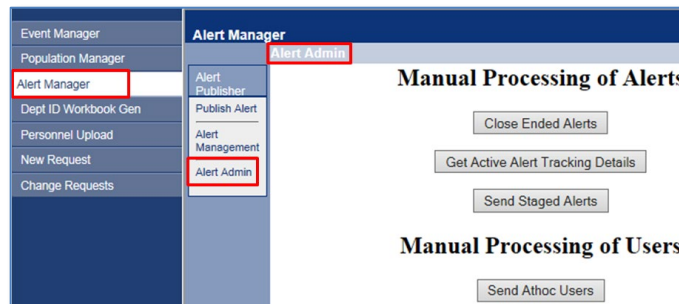 Event Manager
Population Manager
Alert Manager
Dept ID Workbook Gen
Personnel Upload
New Request
Change Requests
Alert Manager
Alert Admin
Alert
Publisher
Publish Alert
Alert
Management
Alert Admin
Manual Processing of Alerts
Close Ended Alerts
Get Active Alert Tracking Details
Send Staged Alerts
Manual Processing of Users
Send Athoc Users